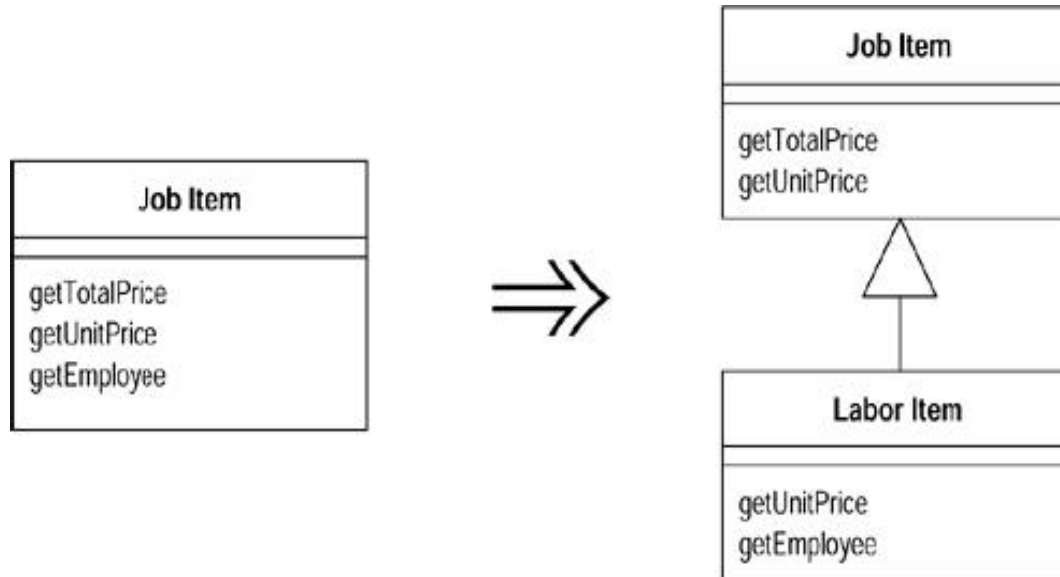 Job Item
getTotalPrice
getUnitPrice
getEmployee
Job Item
getTotalPrice
getUnitPrice
Labor Item
getUnitPrice
getEmployee